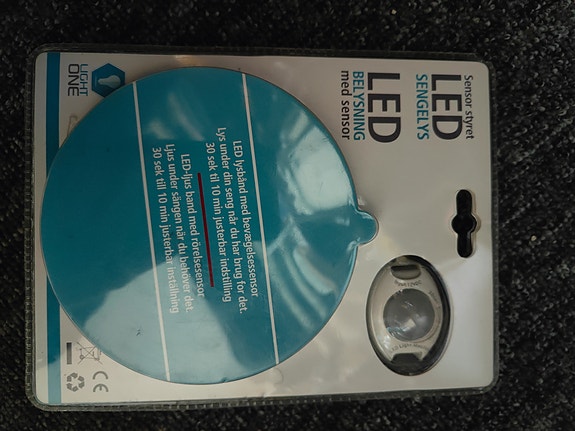 Sensor styret
LED
SENGELYS
LED
BELYSNING
med sensor
LIGHT
ONE
LED lysbånd med bevægelsessensor
Lys under din seng når du har brug for det.
30 sek til 10 min justerbar indstilling
LED-ljus band med rörelsesensor
Ljus under sängen når du behöver det.
30 sek till 10 min justerbar inställning
CE